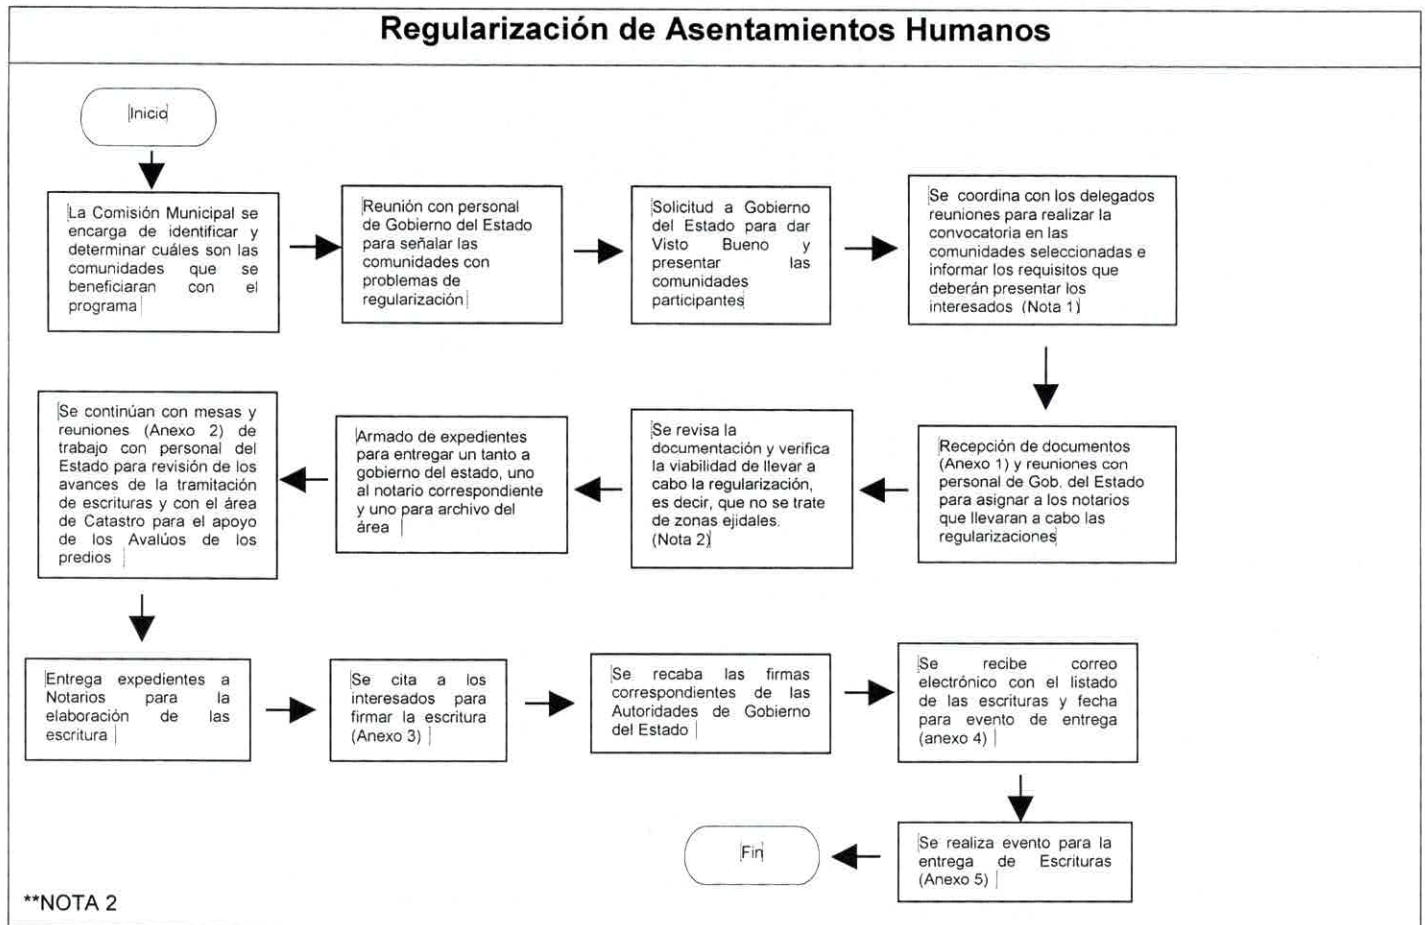 Regularización de Asentamientos Humanos
Inicio
La Comisión Municipal se
encarga de identificar y
determinar cuáles son las
comunidades que se
beneficiaran con el
programa
Reunión con personal
de Gobierno del Estado
para señalar las
comunidades con
problemas de
regularización
Solicitud a Gobierno
del Estado para dar
Visto Bueno y
presentar las
comunidades
participantes
Se coordina con los delegados
reuniones para realizar la
convocatoria en las
comunidades seleccionadas e
informar los requisitos que
deberán presentar los
interesados (Nota 1)
Recepción de documentos
(Anexo 1) y reuniones con
personal de Gob. del Estado
para asignar a los notarios
que llevaran a cabo las
regularizaciones
Se revisa la
documentación y verifica
la viabilidad de llevar a
cabo la regularización,
es decir, que no se trate
de zonas ejidales.
(Nota 2)
Armado de expedientes
para entregar un tanto a
gobierno del estado, uno
al notario correspondiente
y uno para archivo del
área
Se continúan con mesas y
reuniones (Anexo 2) de
trabajo con personal del
Estado para revisión de los
avances de la tramitación
de escrituras y con el área
de Catastro para el apoyo
de los Avalúos de los
predios
Entrega expedientes a
Notarios para la
elaboración de las
escritura
Se cita a los
interesados para
firmar la escritura
(Anexo 3)
Se recaba las firmas
correspondientes de las
Autoridades de Gobierno
del Estado
Se recibe correo
electrónico con el listado
de las escrituras y fecha
para evento de entrega
(anexo 4)
Se realiza evento para la
entrega de Escrituras
(Anexo 5)
Fin
**NOTA 2